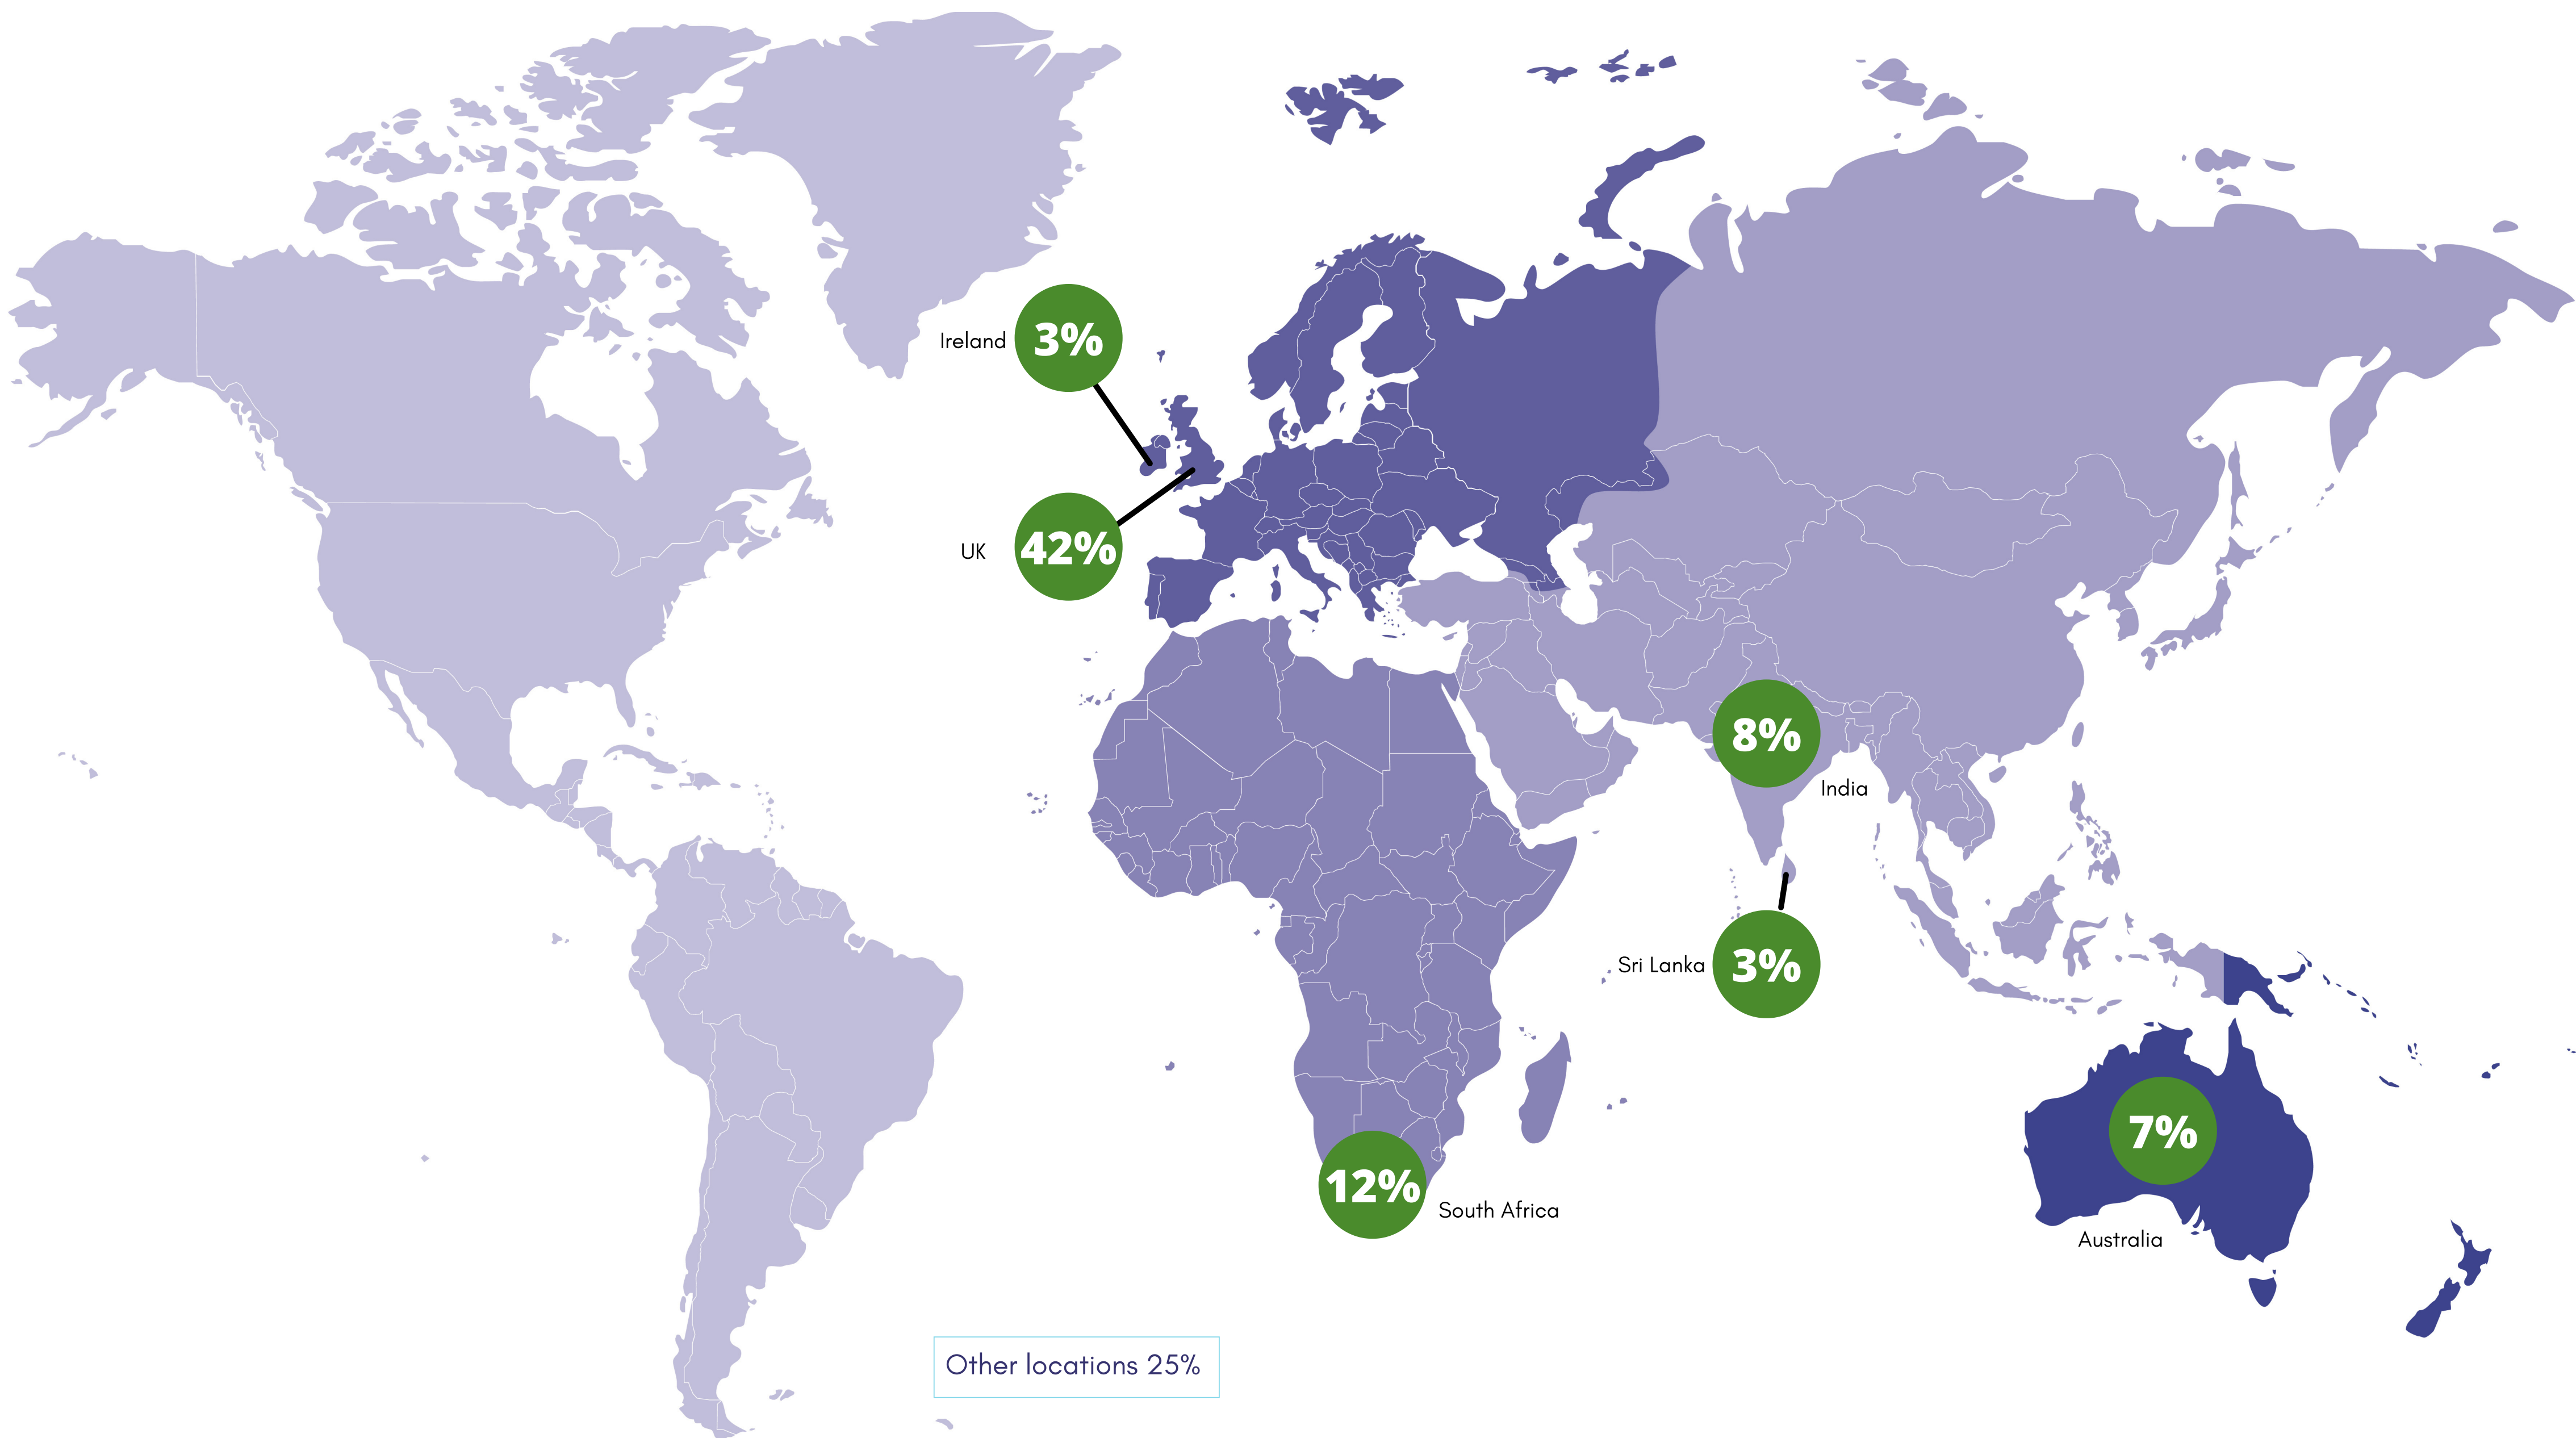 Ireland 3%
UK 42%
8%
India
Sri Lanka 3%
7%
12%
South Africa
Australia
Other locations 25%